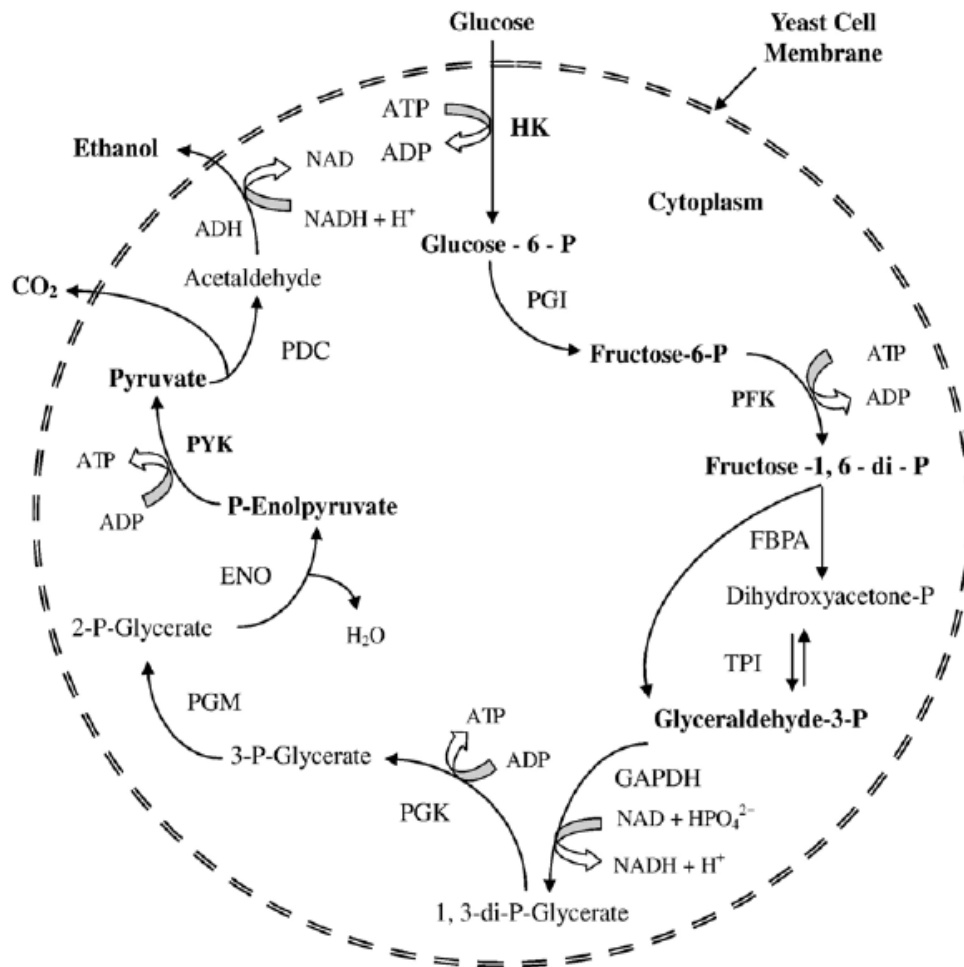 Glucose
Yeast Cell
Membrane
ATP
HK
ADP
Ethanol
NAD
NADH + H⁺
ADH
Cytoplasm
Glucose - 6 - P
Acetaldehyde
CO₂
PGI
PDC
Fructose-6-P
ATP
Pyruvate
PFK
ADP
PYK
ATP
Fructose -1, 6 - di - P
P-Enolpyruvate
ADP
FBPA
ENO
Dihydroxyacetone-P
2-P-Glycerate
H₂O
TPI
PGM
Glyceraldehyde-3-P
ATP
3-P-Glycerate
ADP
GAPDH
PGK
NAD + HPO₄²⁻
NADH + H⁺
1, 3-di-P-Glycerate